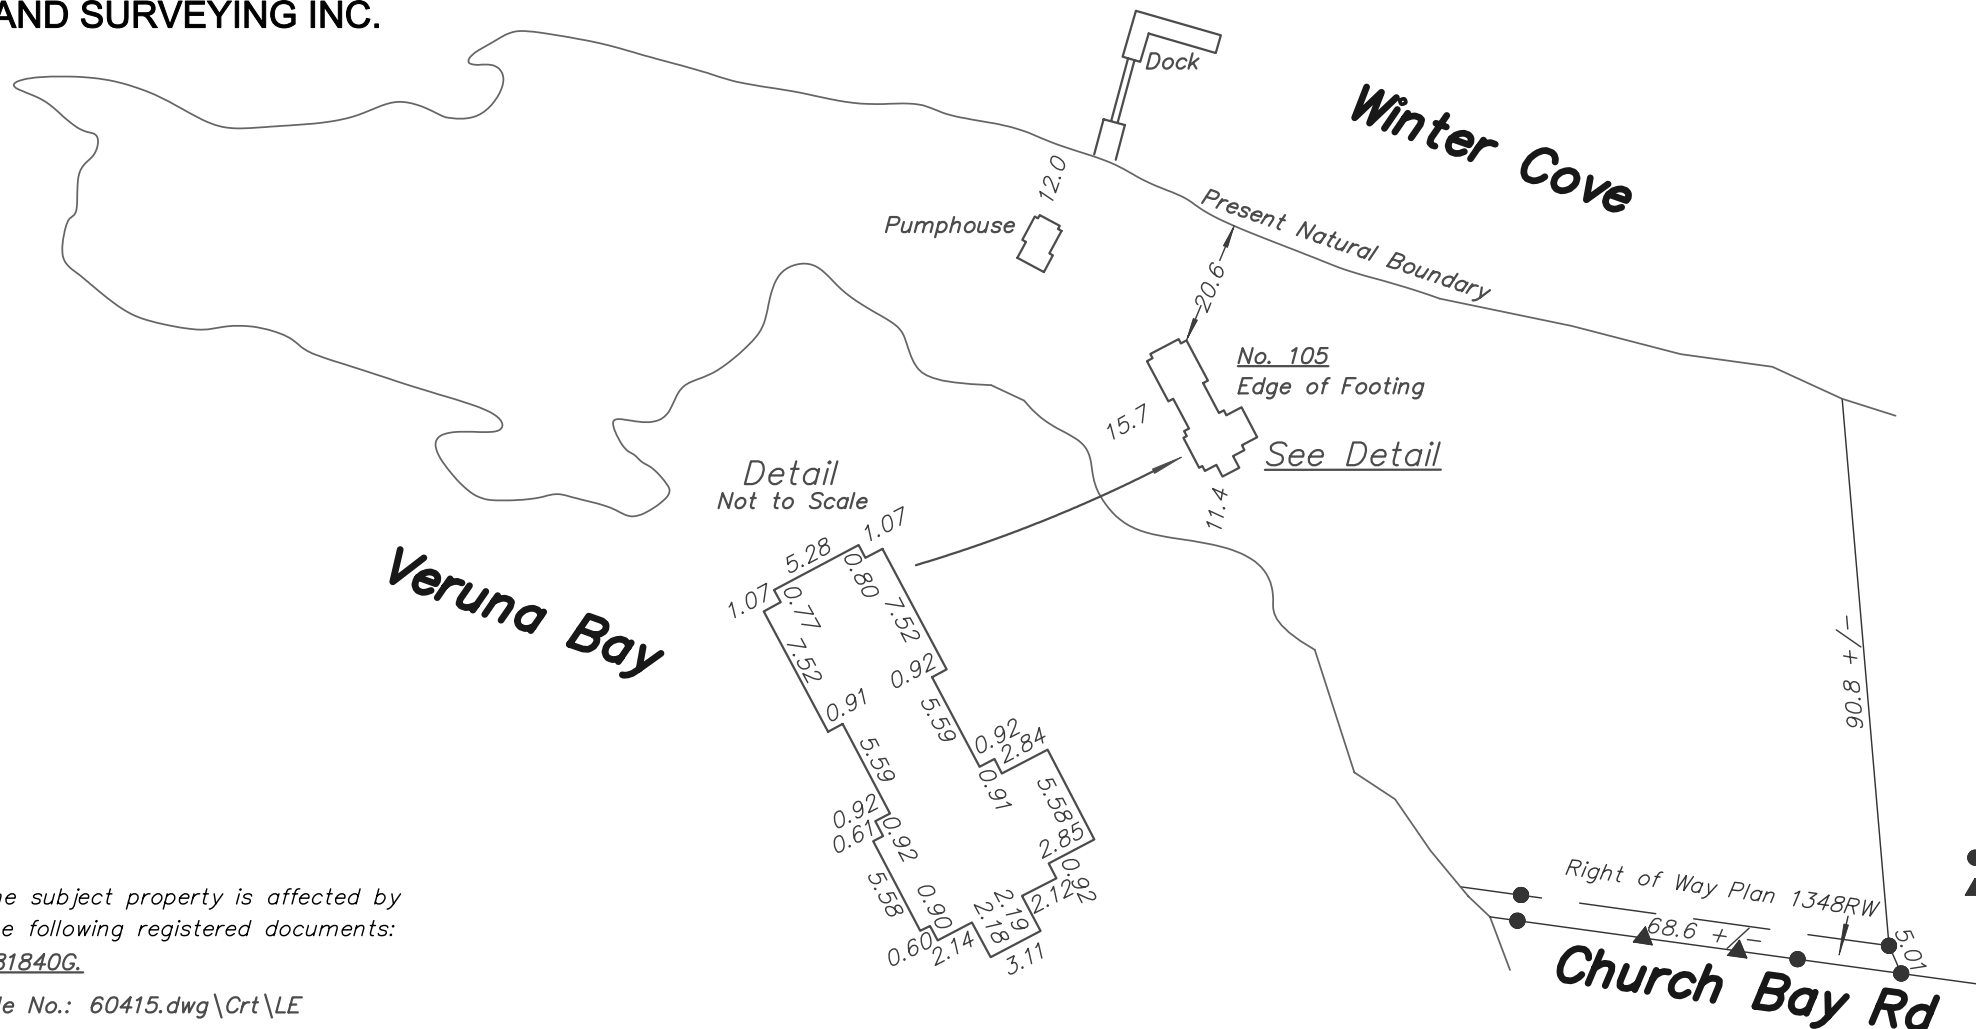 AND SURVEYING INC.
Dock
Winter Cove
12.0
Pumphouse
Present Natural Boundary
20.6
No. 105
Edge of Footing
15.7
See Detail
11.4
Detail
Not to Scale
Veruna Bay
1.07
5.28
0.80
1.07
0.77
7.52
7.52
0.92
0.91
5.59
5.59
0.92
2.84
0.91
5.58
0.92
0.61
0.92
2.85
0.92
5.58
0.90
2.19
2.12
2.18
0.60
2.14
3.11
90.8 +/-
Right of Way Plan 1348RW
68.6 +/-
5.01
Church Bay Rd
he subject property is affected by
e following registered documents:
81840G.
le No.: 60415.dwg\Crt\LE